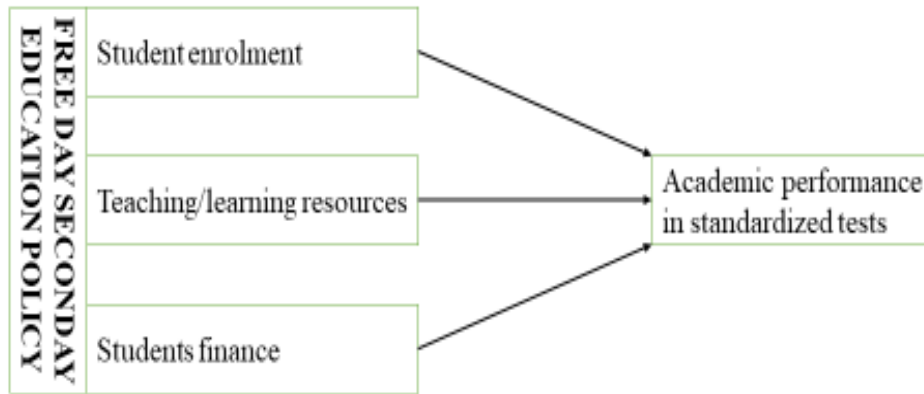 FREE DAY SECONDAY
EDUCATION POLICY
Student enrolment
Teaching/learning resources
Students finance
Academic performance
in standardized tests